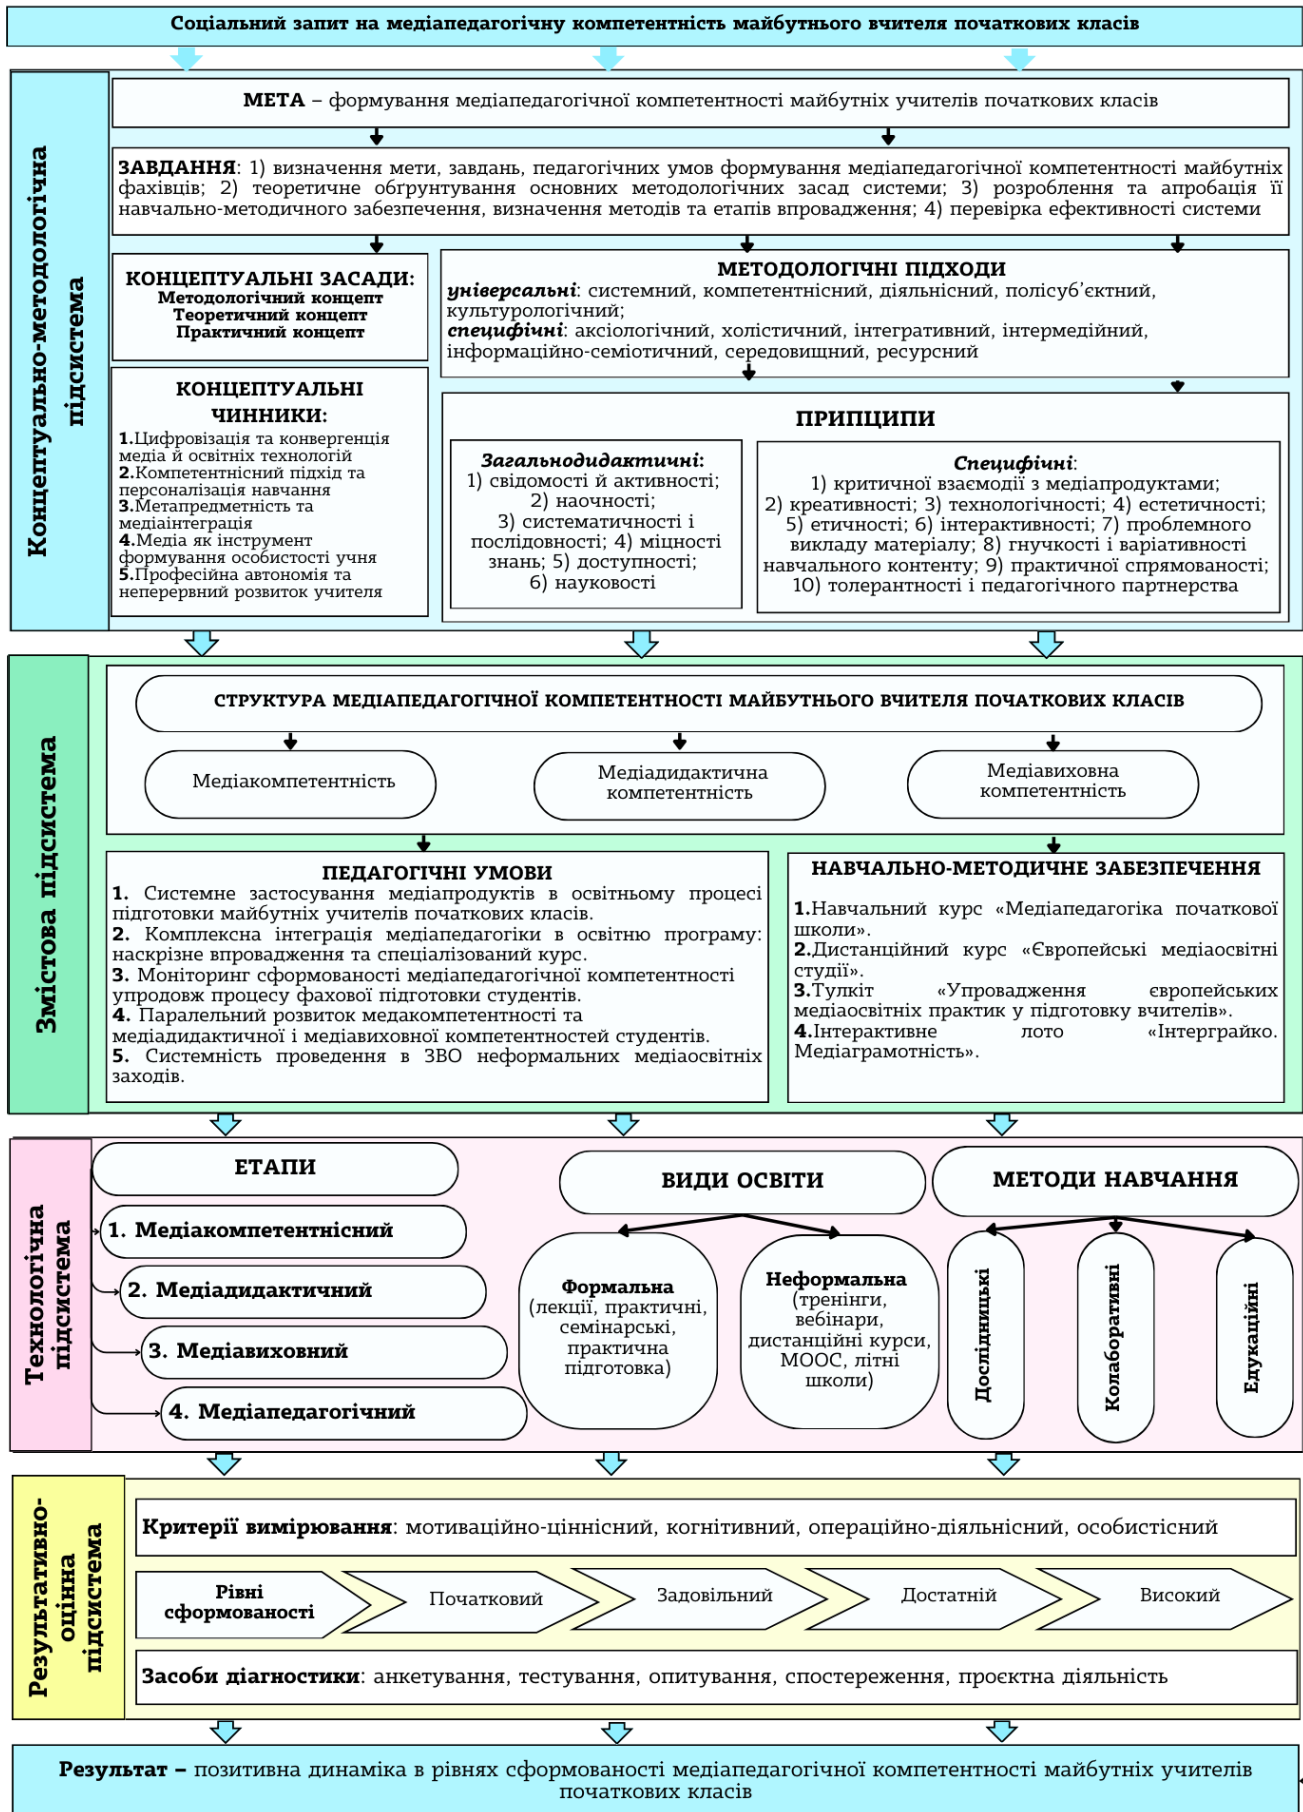 Соціальний запит на медіапедагогічну компетентність майбутнього вчителя початкових класів
Концептуально-методологічна
підсистема
МЕТА – формування медіапедагогічної компетентності майбутніх учителів початкових класів
ЗАВДАННЯ: 1) визначення мети, завдань, педагогічних умов формування медіапедагогічної компетентності майбутніх
фахівців; 2) теоретичне обґрунтування основних методологічних засад системи; 3) розроблення та апробація її
навчально-методичного забезпечення, визначення методів та етапів впровадження; 4) перевірка ефективності системи
КОНЦЕПТУАЛЬНІ ЗАСАДИ:
Методологічний концепт
Теоретичний концепт
Практичний концепт
МЕТОДОЛОГІЧНІ ПІДХОДИ
універсальні: системний, компетентнісний, діяльнісний, полісуб’єктний,
культурологічний;
специфічні: аксіологічний, холістичний, інтегративний, інтермедійний,
інформаційно-семіотичний, середовищний, ресурсний
КОНЦЕПТУАЛЬНІ
ЧИННИКИ:
1.Цифровізація та конвергенція
медіа й освітніх технологій
2.Компетентнісний підхід та
персоналізація навчання
3.Метапредметність та
медіаінтеграція
4.Медіа як інструмент
формування особистості учня
5.Професійна автономія та
неперервний розвиток учителя
ПРИПЦИПИ
Загальнодидактичні:
1) свідомості й активності;
2) наочності;
3) систематичності і
послідовності; 4) міцності
знань; 5) доступності;
6) науковості
Специфічні:
1) критичної взаємодії з медіапродуктами;
2) креативності; 3) технологічності; 4) естетичності;
5) етичності; 6) інтерактивності; 7) проблемного
викладу матеріалу; 8) гнучкості і варіативності
навчального контенту; 9) практичної спрямованості;
10) толерантності і педагогічного партнерства
Змістова підсистема
СТРУКТУРА МЕДІАПЕДАГОГІЧНОЇ КОМПЕТЕНТНОСТІ МАЙБУТНЬОГО ВЧИТЕЛЯ ПОЧАТКОВИХ КЛАСІВ
Медіакомпетентність
Медіадидактична
компетентність
Медіавиховна
компетентність
ПЕДАГОГІЧНІ УМОВИ
1. Системне застосування медіапродуктів в освітньому процесі
підготовки майбутніх учителів початкових класів.
2. Комплексна інтеграція медіапедагогіки в освітню програму:
наскрізне впровадження та спеціалізований курс.
3. Моніторинг сформованості медіапедагогічної компетентності
упродовж процесу фахової підготовки студентів.
4. Паралельний розвиток медакомпетентності та
медіадидактичної і медіавиховної компетентностей студентів.
5. Системність проведення в ЗВО неформальних медіаосвітніх
заходів.
НАВЧАЛЬНО-МЕТОДИЧНЕ ЗАБЕЗПЕЧЕННЯ
1.Навчальний курс «Медіапедагогіка початкової
школи».
2.Дистанційний курс «Європейські медіаосвітні
студії».
3.Тулкіт «Упровадження європейських
медіаосвітніх практик у підготовку вчителів».
4.Інтерактивне лото «Інтерграйко.
Медіаграмотність».
Технологічна
підсистема
ЕТАПИ
1. Медіакомпетентнісний
2. Медіадидактичний
3. Медіавиховний
4. Медіапедагогічний
ВИДИ ОСВІТИ
Формальна
(лекції, практичні,
семінарські,
практична
підготовка)
Неформальна
(тренінги,
вебінари,
дистанційні курси,
МООС, літні
школи)
МЕТОДИ НАВЧАННЯ
Дослідницькі
Колаборативні
Едукаційні
Результативно-
оцінна
підсистема
Критерії вимірювання: мотиваційно-ціннісний, когнітивний, операційно-діяльнісний, особистісний
Рівні
сформованості
Початковий
Задовільний
Достатній
Високий
Засоби діагностики: анкетування, тестування, опитування, спостереження, проєктна діяльність
Результат – позитивна динаміка в рівнях сформованості медіапедагогічної компетентності майбутніх учителів
початкових класів